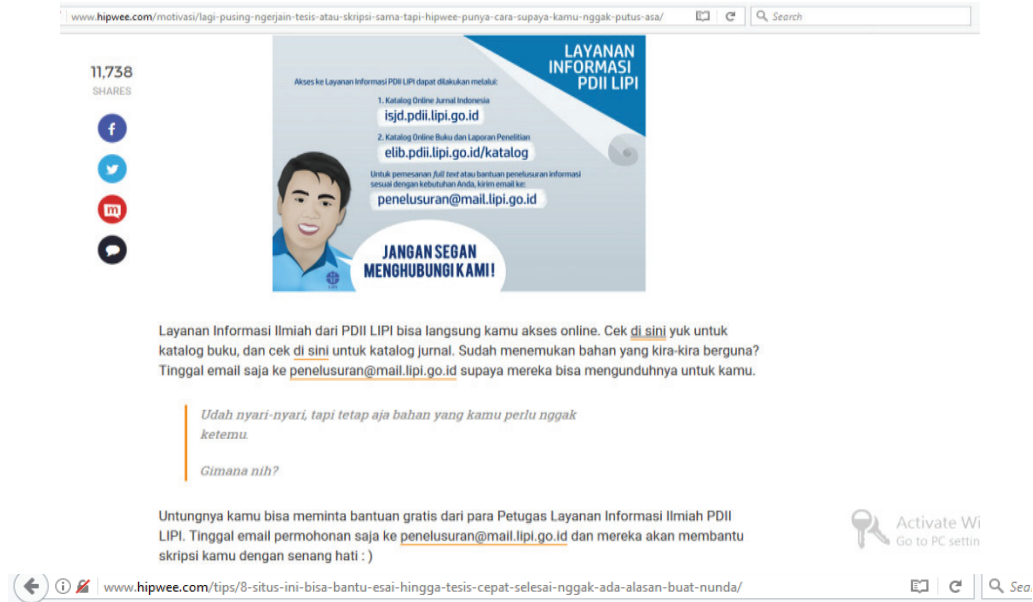 www.hipwee.com/motivasi/lagi-pusing-ngerjain-tesis-atau-skripsi-sama-tapi-hipwee-punya-cara-supaya-kamu-nggak-putus-asa/
Search
11,738
SHARES
LAYANAN
INFORMASI
PDII LIPI
Akses ke Layanan Informasi PDII LIPI dapat dilakukan melalui:
1. Katalog Online Jurnal Indonesia
isjd.pdii.lipi.go.id
2. Katalog Online Buku dan Laporan Penelitian
elib.pdii.lipi.go.id/katalog
Untuk pemesanan full text atau bantuan penelusuran informasi
sesuai dengan kebutuhan Anda, kirim email ke:
penelusuran@mail.lipi.go.id
JANGAN SEGAN
MENGHUBUNGI KAMI!
Layanan Informasi Ilmiah dari PDII LIPI bisa langsung kamu akses online. Cek di sini yuk untuk
katalog buku, dan cek di sini untuk katalog jurnal. Sudah menemukan bahan yang kira-kira berguna?
Tinggal email saja ke penelusuran@mail.lipi.go.id supaya mereka bisa mengunduhnya untuk kamu.
Udah nyari-nyari, tapi tetap aja bahan yang kamu perlu nggak
ketemu.
Gimana nih?
Untungnya kamu bisa meminta bantuan gratis dari para Petugas Layanan Informasi Ilmiah PDII
LIPI. Tinggal email permohonan saja ke penelusuran@mail.lipi.go.id dan mereka akan membantu
skripsi kamu dengan senang hati : )
Activate Wi
Go to PC settin
www.hipwee.com/tips/8-situs-ini-bisa-bantu-esai-hingga-tesis-cepat-selesai-nggak-ada-alasan-buat-nunda/
Sear